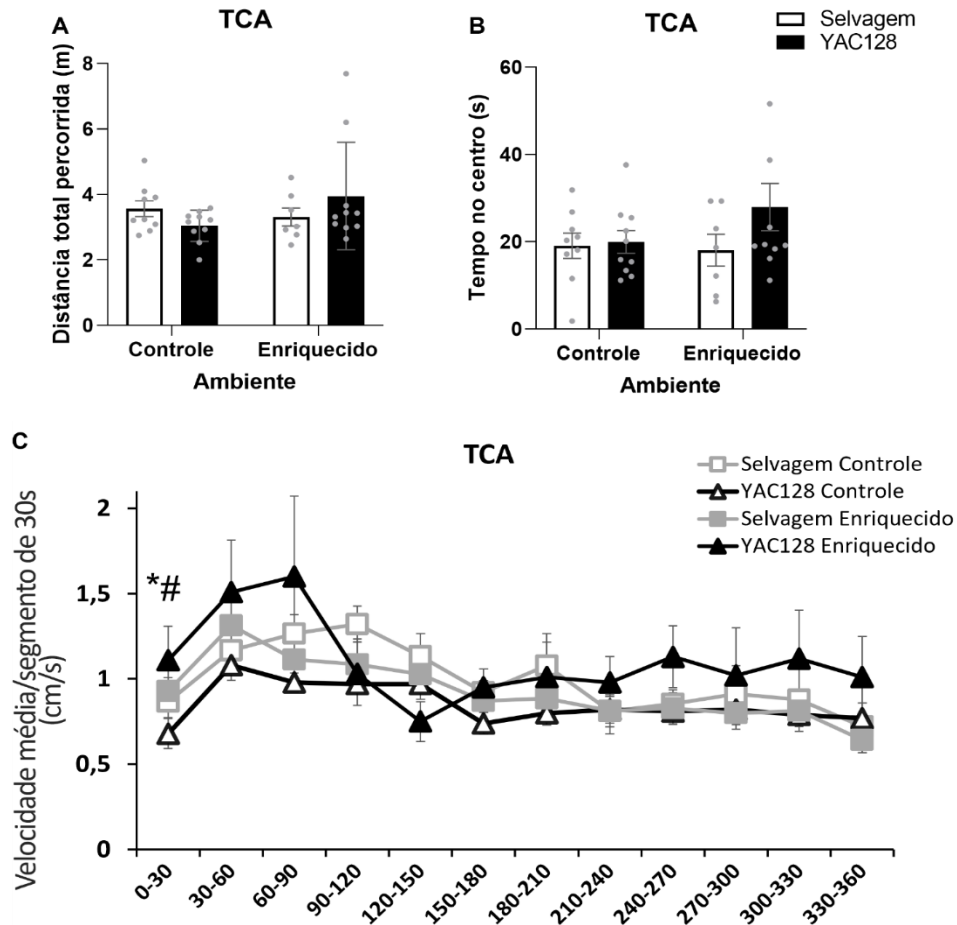 A
TCA
Distância total percorrida (m)
8
6
4
2
0
Controle
Enriquecido
Ambiente
B
TCA
Selvagem
YAC128
Tempo no centro (s)
60
40
20
0
Controle
Enriquecido
Ambiente
C
TCA
Selvagem Controle
YAC128 Controle
Selvagem Enriquecido
YAC128 Enriquecido
Velocidade média/segmento de 30s
(cm/s)
2
1,5
1
0,5
0
*#
0-30
30-60
60-90
90-120
120-150
150-180
180-210
210-240
240-270
270-300
300-330
330-360